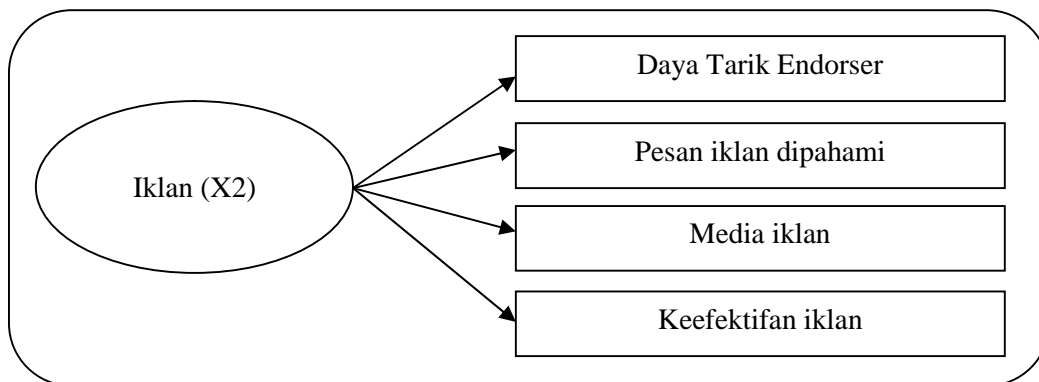 Daya Tarik Endorser
Pesan iklan dipahami
Iklan (X2)
Media iklan
Keefektifan iklan